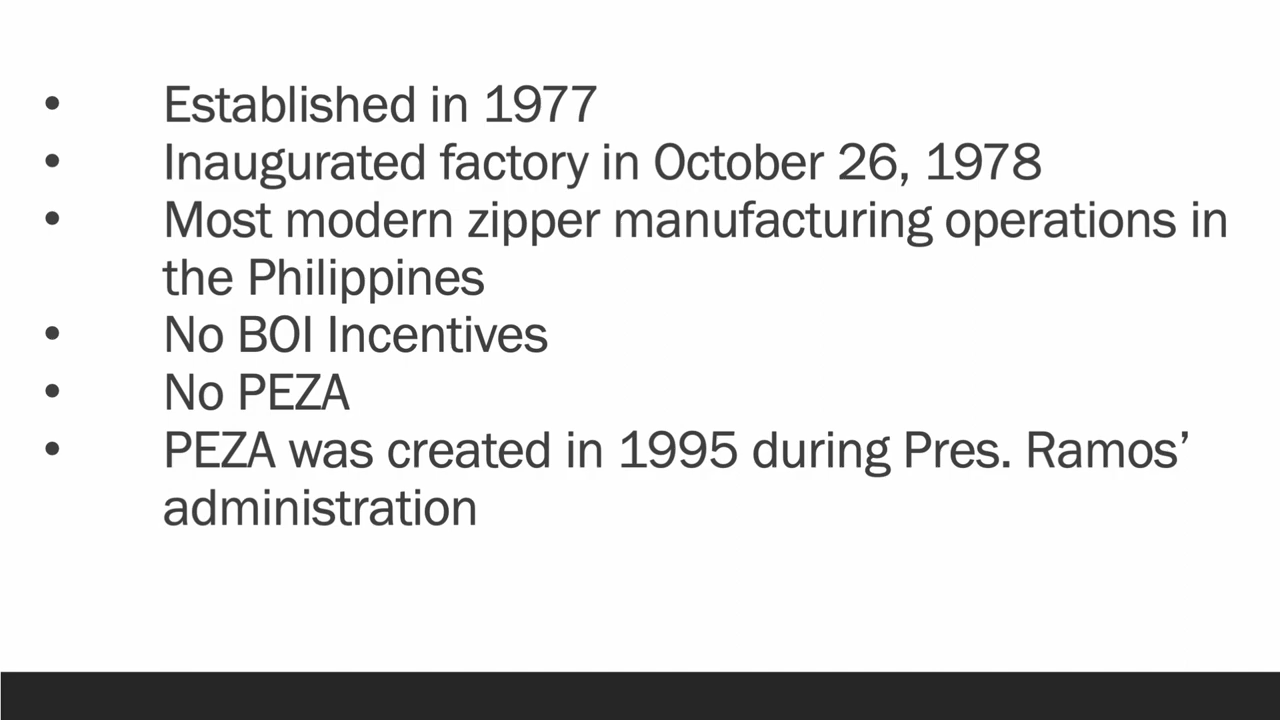 • Established in 1977
• Inaugurated factory in October 26, 1978
• Most modern zipper manufacturing operations in
the Philippines
• No BOI Incentives
• No PEZA
• PEZA was created in 1995 during Pres. Ramos’
administration